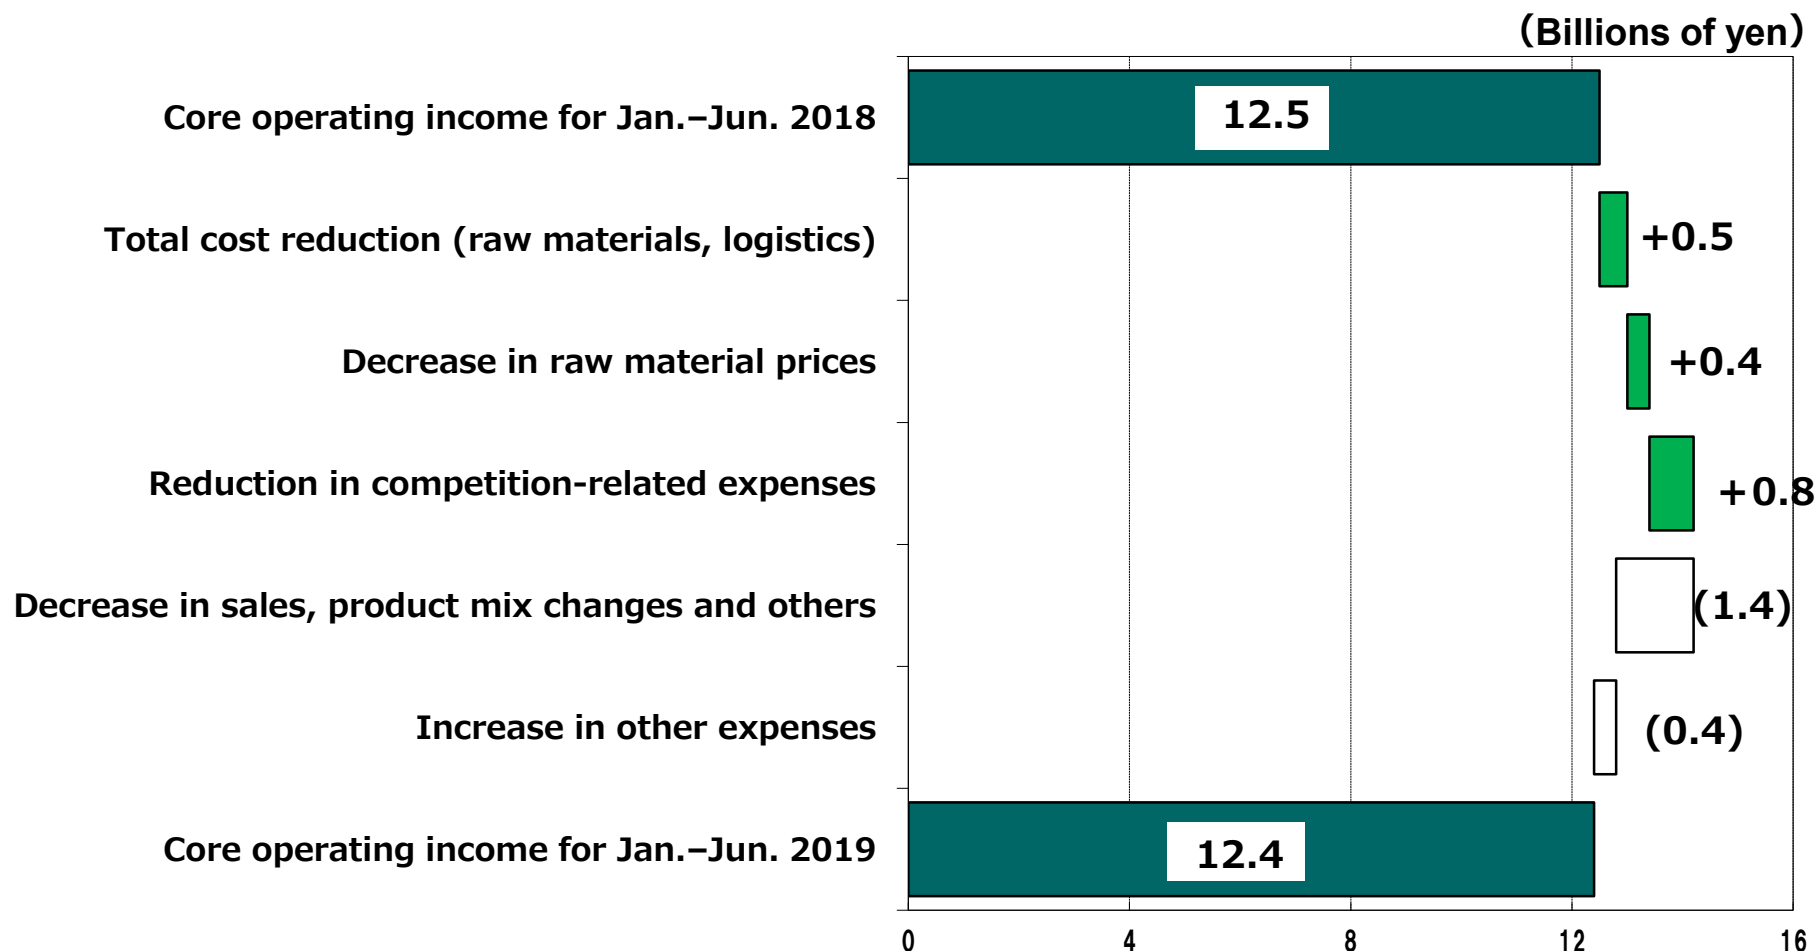 (Billions of yen)
Core operating income for Jan.–Jun. 2018
12.5
Total cost reduction (raw materials, logistics)
+0.5
Decrease in raw material prices
+0.4
Reduction in competition-related expenses
+0.8
Decrease in sales, product mix changes and others
(1.4)
Increase in other expenses
(0.4)
Core operating income for Jan.–Jun. 2019
12.4
0 4 8 12 16